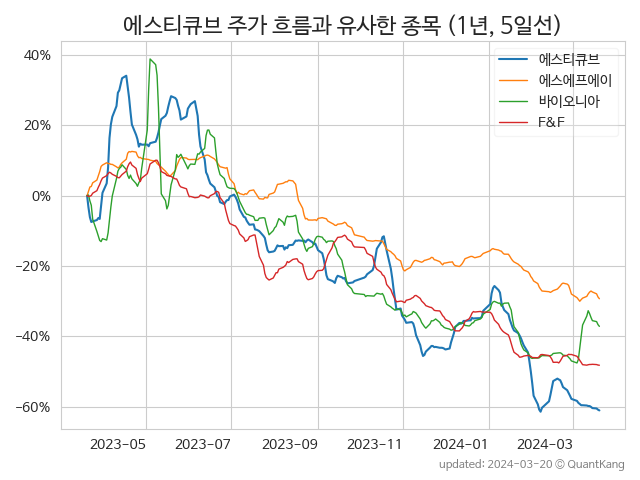 에스티큐브 주가 흐름과 유사한 종목 (1년, 5일선)
40%
20%
0%
−20%
−40%
−60%
에스티큐브
에스에프에이
바이오니아
F&F
2023-05
2023-07
2023-09
2023-11
2024-01
2024-03
updated: 2024-03-20 © QuantKang